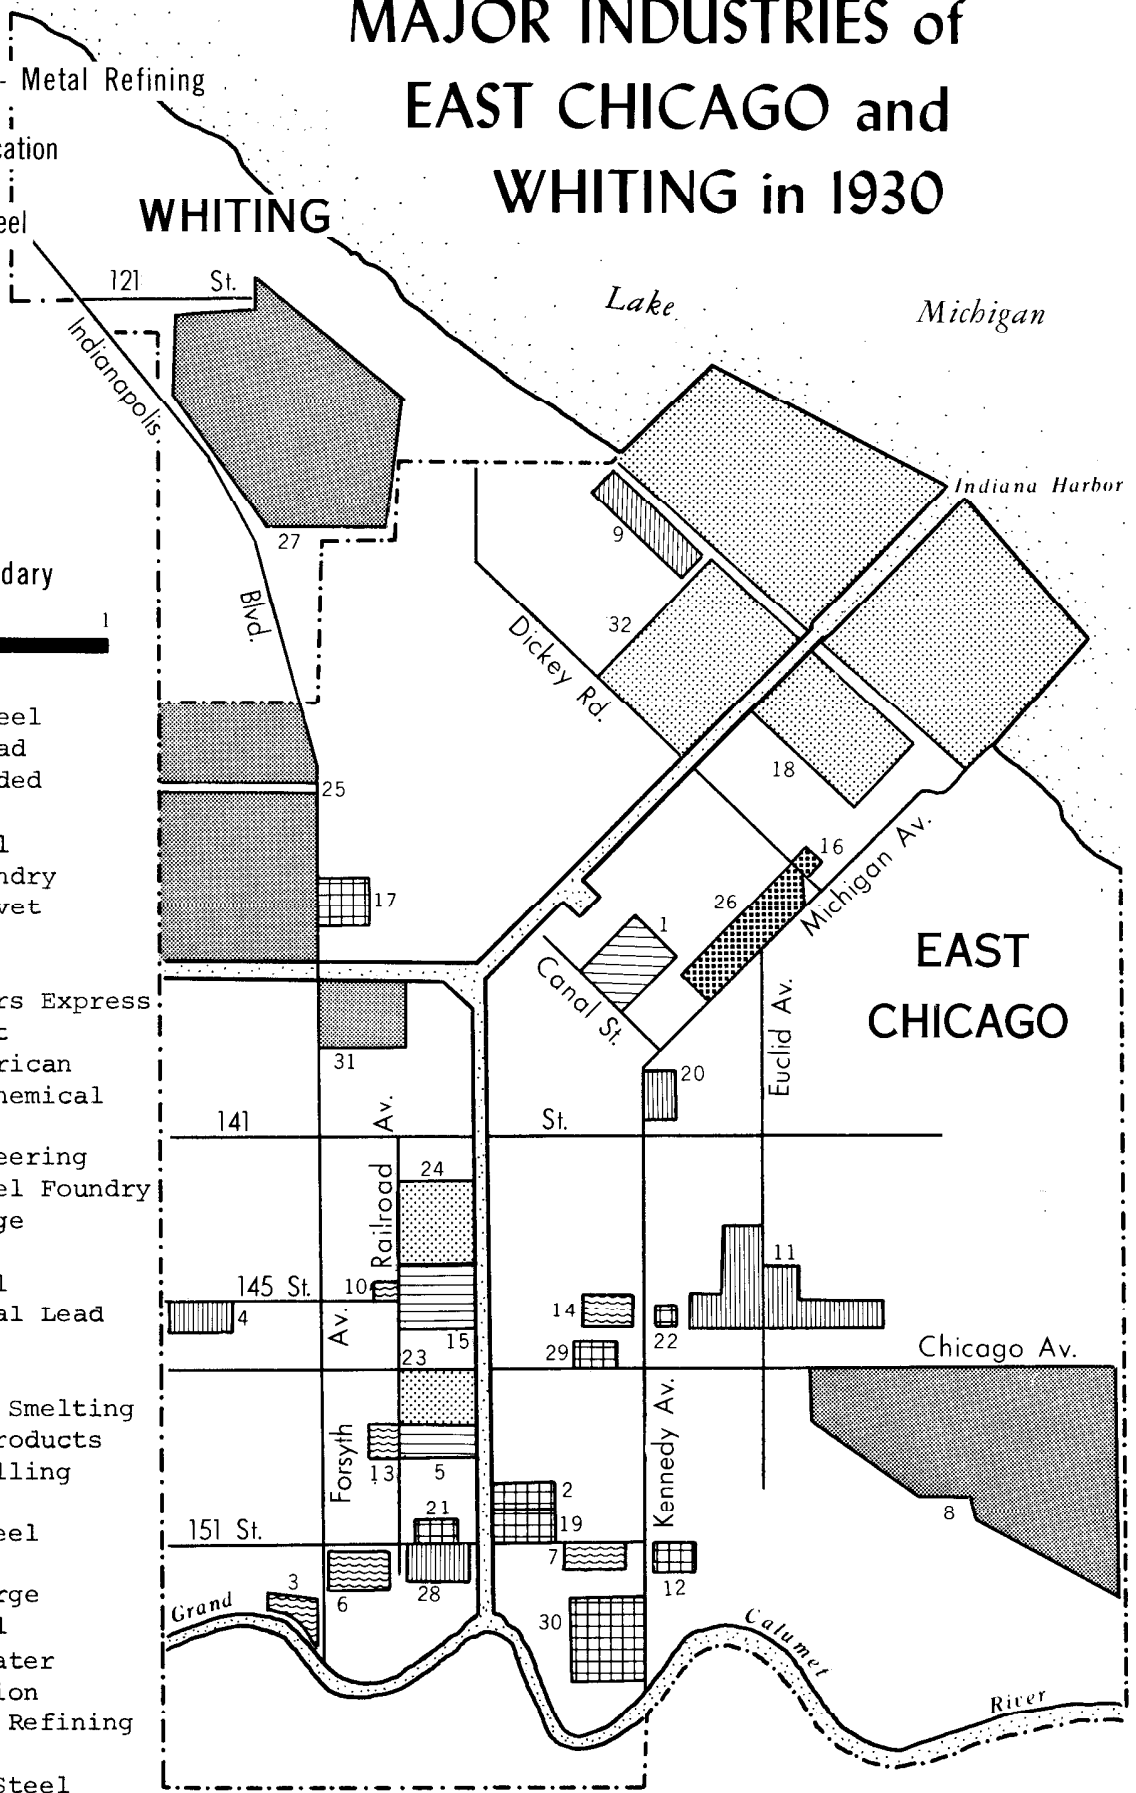 MAJOR INDUSTRIES of
EAST CHICAGO and
WHITING in 1930
- Metal Refining
cation
eel
WHITING
121 St.
Indianapolis
Blvd.
Lake Michigan
Indiana Harbor
27
9
32
Dickey Rd.
18
dary
1
eel
ad
ded
l
ndry
vet
rs Express
t
rican
hemical
eering
el Foundry
ge
l
al Lead
Smelting
roducts
lling
eel
rge
l
ater
ion
Refining
Steel
25
17
16
26
Michigan Av.
1
Canal St.
EAST
CHICAGO
31
20
Euclid Av.
141 St.
Railroad Av.
24
11
145 St.
10
4
15
14
22
29
Chicago Av.
23
Forsyth Av.
13
5
Kennedy Av.
2
19
21
8
151 St.
7
12
3
6
28
30
Grand Calumet River